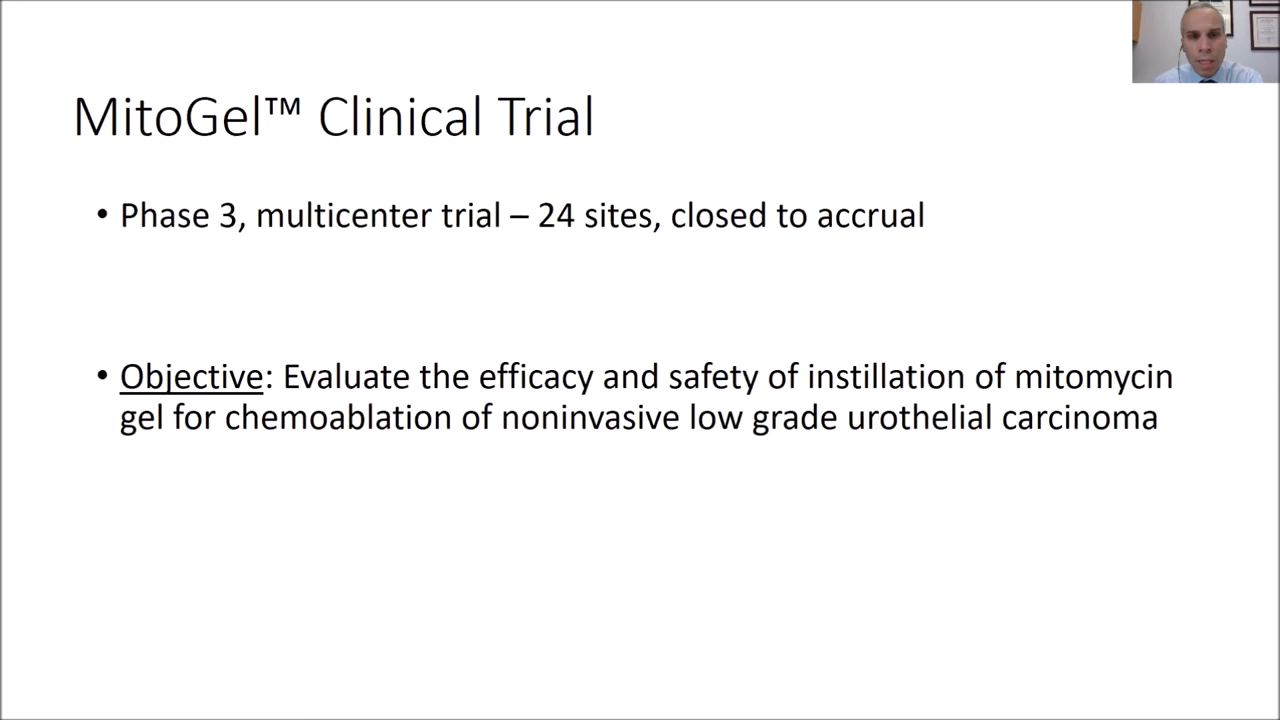 MitoGel™ Clinical Trial
• Phase 3, multicenter trial – 24 sites, closed to accrual
• Objective: Evaluate the efficacy and safety of instillation of mitomycin
gel for chemoablation of noninvasive low grade urothelial carcinoma